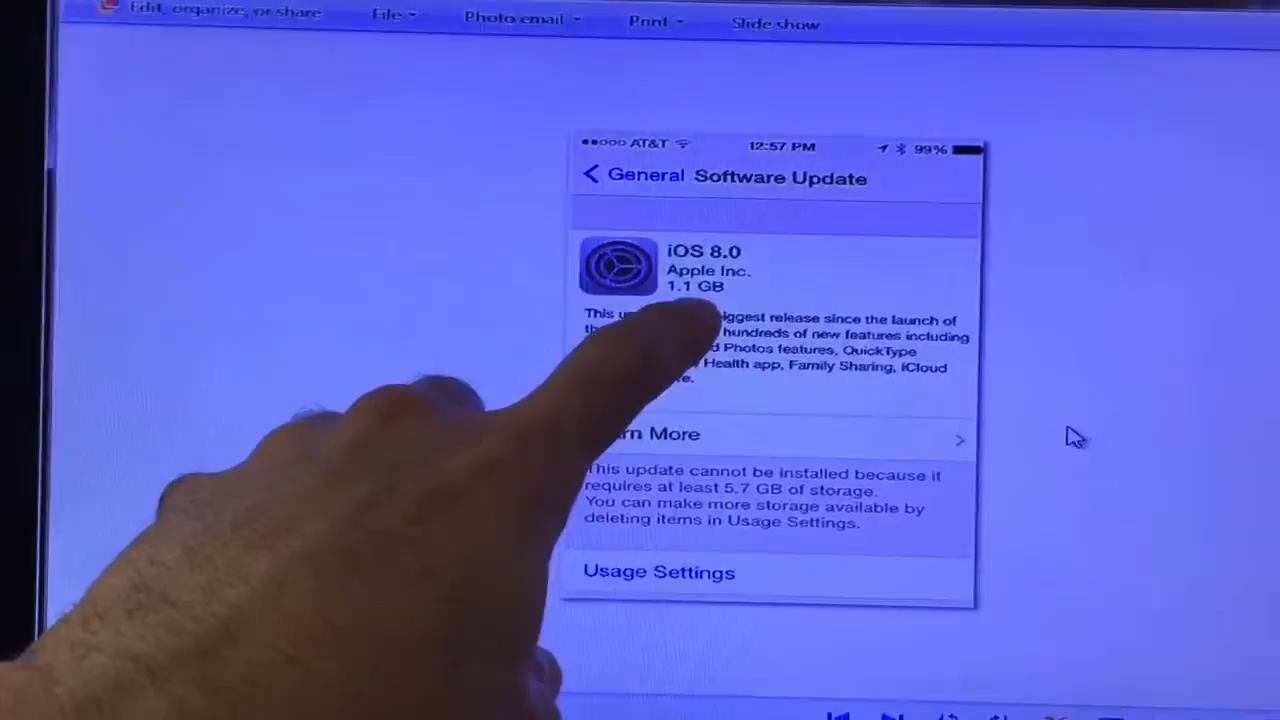 Edit, organize, or share File Photo email Print Slide show
AT&T 12:57 PM 99%
General Software Update
iOS 8.0
Apple Inc.
1.1 GB
This iggest release since the launch of
hundreds of new features including
d Photos features, QuickType
Health app, Family Sharing, iCloud
re.
rn More
This update cannot be installed because it
requires at least 5.7 GB of storage.
You can make more storage available by
deleting items in Usage Settings.
Usage Settings